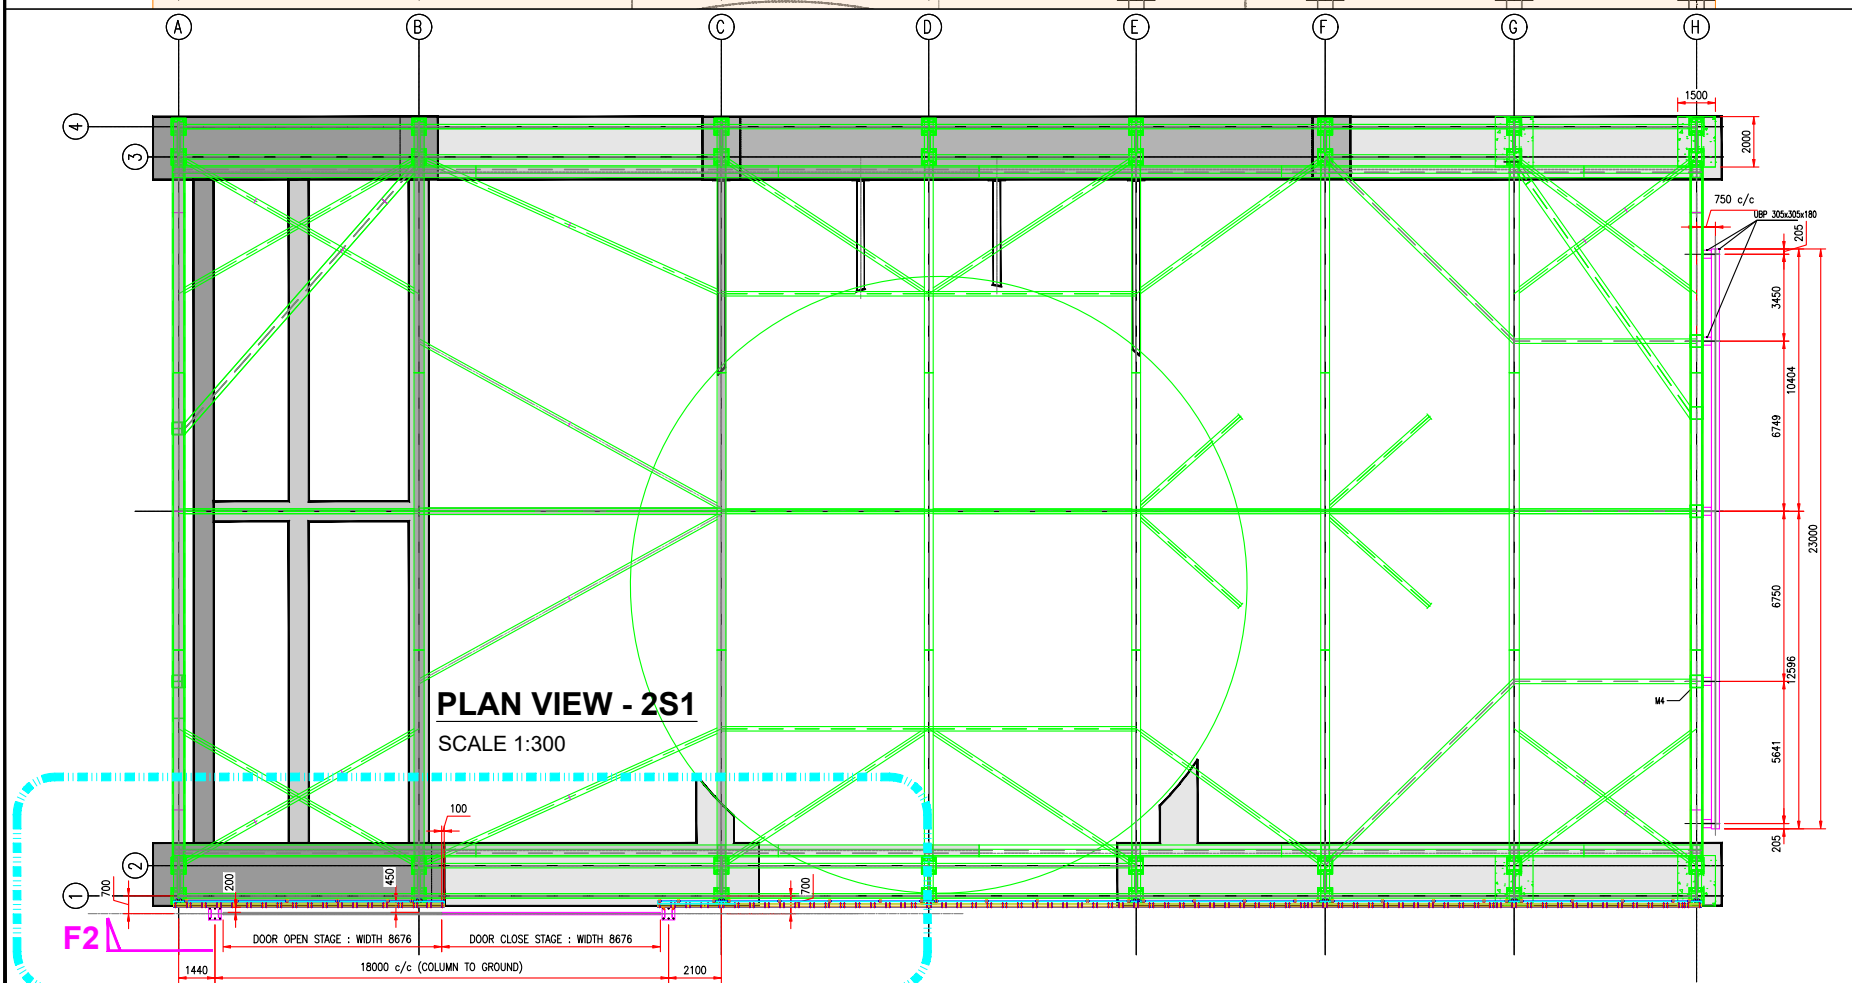 A B C D E F G H
1500
4
3
2000
750 c/c
UBP 305x305x180
205
3450
10404
6749
23000
6750
12596
M4
PLAN VIEW - 2S1
SCALE 1:300
5641
100
205
2
450
200
700
700
1
F2
DOOR OPEN STAGE : WIDTH 8676
DOOR CLOSE STAGE : WIDTH 8676
1440
18000 c/c (COLUMN TO GROUND)
2100